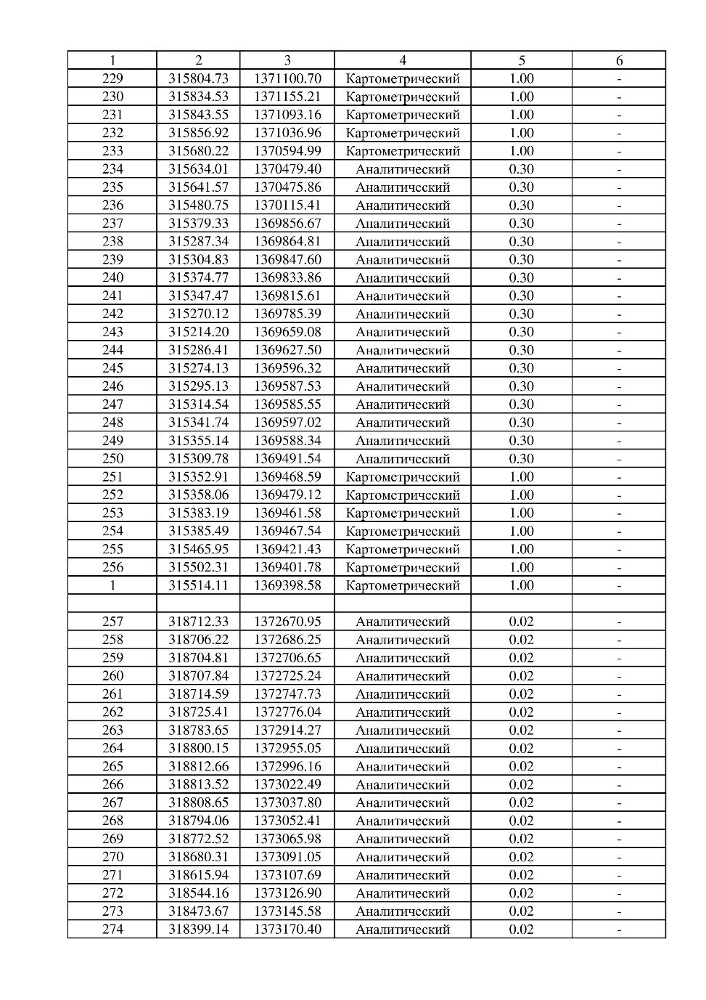 1 2 3 4 5 6
229 315804.73 1371100.70 Картометрический 1.00 -
230 315834.53 1371155.21 Картометрический 1.00 -
231 315843.55 1371093.16 Картометрический 1.00 -
232 315856.92 1371036.96 Картометрический 1.00 -
233 315680.22 1370594.99 Картометрический 1.00 -
234 315634.01 1370479.40 Аналитический 0.30 -
235 315641.57 1370475.86 Аналитический 0.30 -
236 315480.75 1370115.41 Аналитический 0.30 -
237 315379.33 1369856.67 Аналитический 0.30 -
238 315287.34 1369864.81 Аналитический 0.30 -
239 315304.83 1369847.60 Аналитический 0.30 -
240 315374.77 1369833.86 Аналитический 0.30 -
241 315347.47 1369815.61 Аналитический 0.30 -
242 315270.12 1369785.39 Аналитический 0.30 -
243 315214.20 1369659.08 Аналитический 0.30 -
244 315286.41 1369627.50 Аналитический 0.30 -
245 315274.13 1369596.32 Аналитический 0.30 -
246 315295.13 1369587.53 Аналитический 0.30 -
247 315314.54 1369585.55 Аналитический 0.30 -
248 315341.74 1369597.02 Аналитический 0.30 -
249 315355.14 1369588.34 Аналитический 0.30 -
250 315309.78 1369491.54 Аналитический 0.30 -
251 315352.91 1369468.59 Картометрический 1.00 -
252 315358.06 1369479.12 Картометрический 1.00 -
253 315383.19 1369461.58 Картометрический 1.00 -
254 315385.49 1369467.54 Картометрический 1.00 -
255 315465.95 1369421.43 Картометрический 1.00 -
256 315502.31 1369401.78 Картометрический 1.00 -
1 315514.11 1369398.58 Картометрический 1.00 -
257 318712.33 1372670.95 Аналитический 0.02 -
258 318706.22 1372686.25 Аналитический 0.02 -
259 318704.81 1372706.65 Аналитический 0.02 -
260 318707.84 1372725.24 Аналитический 0.02 -
261 318714.59 1372747.73 Аналитический 0.02 -
262 318725.41 1372776.04 Аналитический 0.02 -
263 318783.65 1372914.27 Аналитический 0.02 -
264 318800.15 1372955.05 Аналитический 0.02 -
265 318812.66 1372996.16 Аналитический 0.02 -
266 318813.52 1373022.49 Аналитический 0.02 -
267 318808.65 1373037.80 Аналитический 0.02 -
268 318794.06 1373052.41 Аналитический 0.02 -
269 318772.52 1373065.98 Аналитический 0.02 -
270 318680.31 1373091.05 Аналитический 0.02 -
271 318615.94 1373107.69 Аналитический 0.02 -
272 318544.16 1373126.90 Аналитический 0.02 -
273 318473.67 1373145.58 Аналитический 0.02 -
274 318399.14 1373170.40 Аналитический 0.02 -